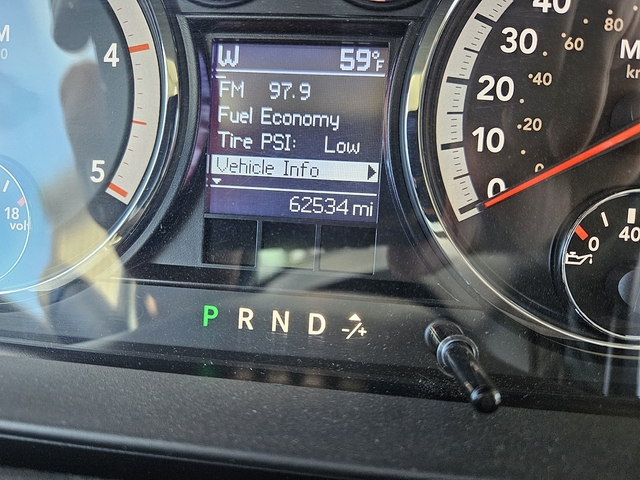 W 59°F
FM 97.9
Fuel Economy
Tire PSI: Low
Vehicle Info
62534 mi
P R N D -/+
4
5
18
volt
40
30
20
10
0
80
60
40
20
0
M
0
40